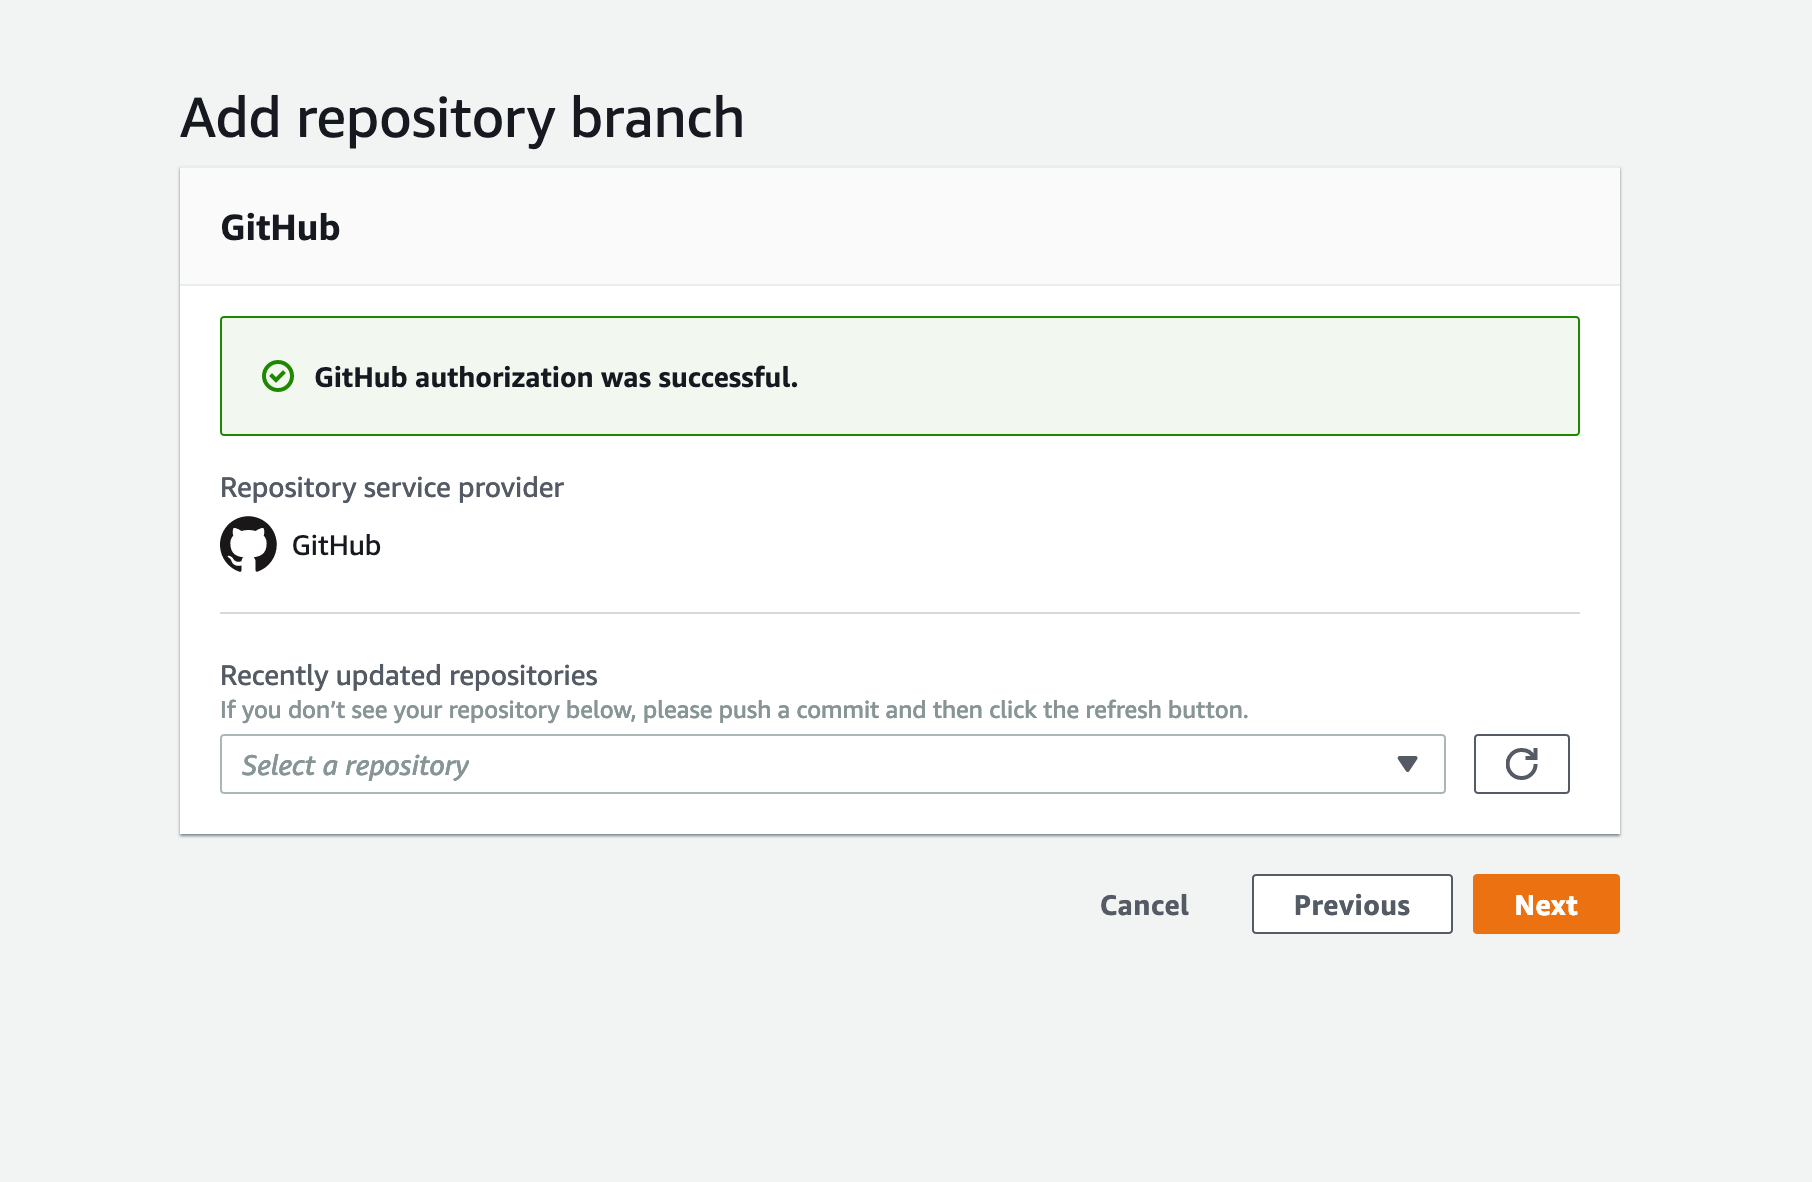 Add repository branch
GitHub
GitHub authorization was successful.
Repository service provider
GitHub
Recently updated repositories
If you don’t see your repository below, please push a commit and then click the refresh button.
Select a repository
Cancel
Previous
Next